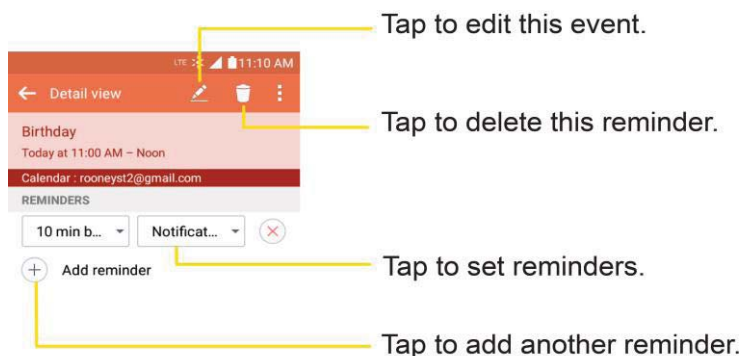 Tap to edit this event.
LTE 11:10 AM
Detail view
Tap to delete this reminder.
Birthday
Today at 11:00 AM – Noon
Calendar : rooneyst2@gmail.com
REMINDERS
10 min b... Notificat...
Add reminder
Tap to set reminders.
Tap to add another reminder.